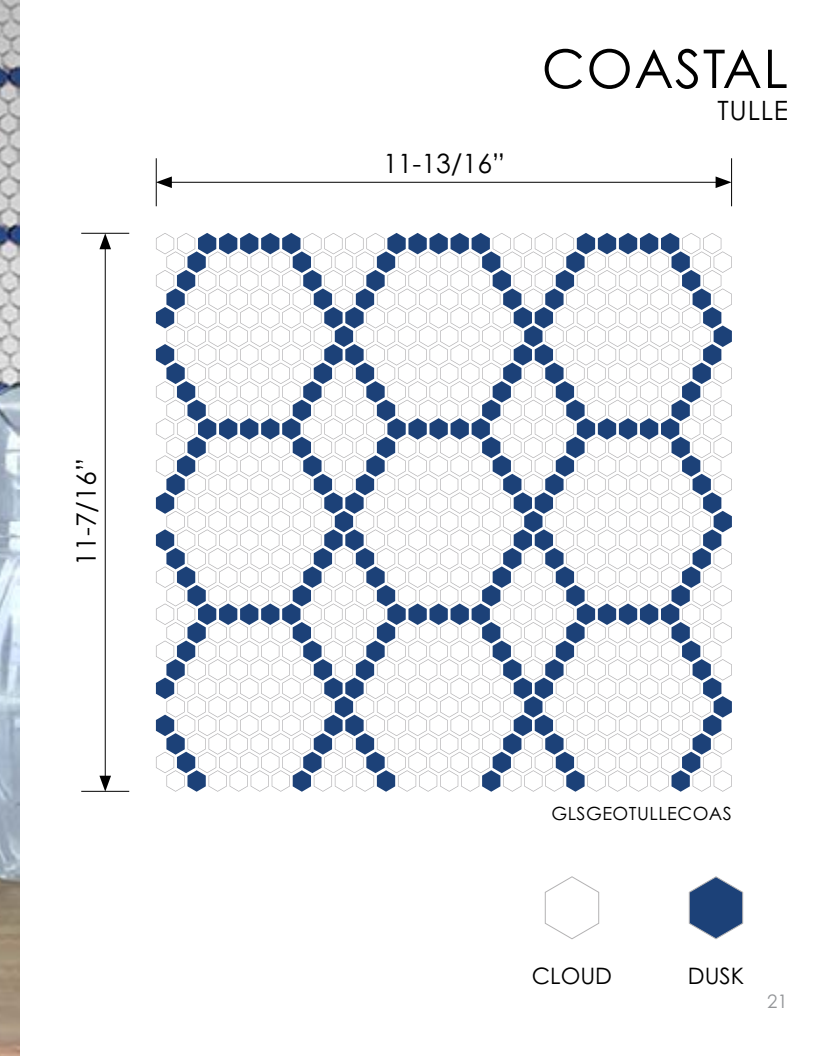 COASTAL
TULLE
11-13/16”
11-7/16”
GLSGEOTULLECOAS
CLOUD
DUSK
21